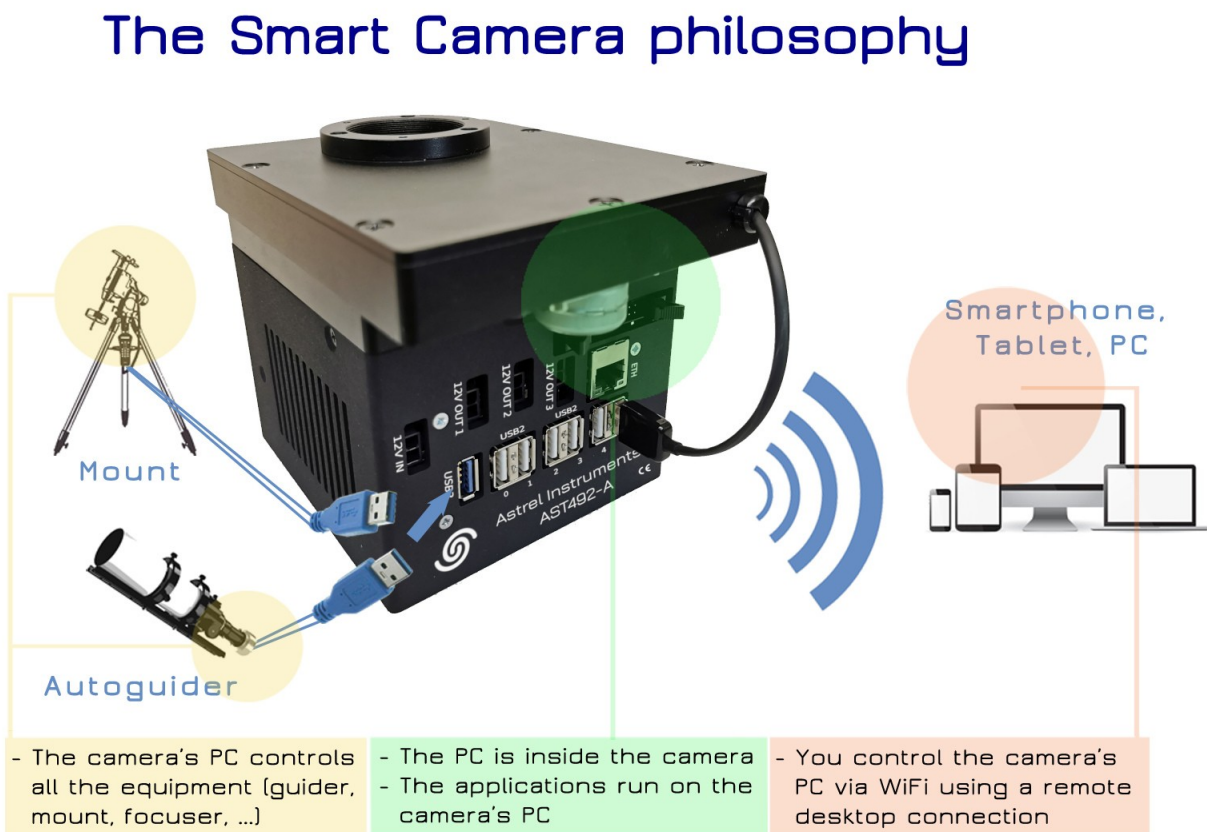 The Smart Camera philosophy
Smartphone,
Tablet, PC
12V IN
12V OUT 1
12V OUT 2
12V OUT 3
ETH
USB2
USB2
0
1
2
3
4
Astrel Instruments
AST492-A
CE
Mount
Autoguider
- The camera's PC controls
all the equipment (guider,
mount, focuser, ...)
- The PC is inside the camera
- The applications run on the
camera's PC
- You control the camera's
PC via WiFi using a remote
desktop connection